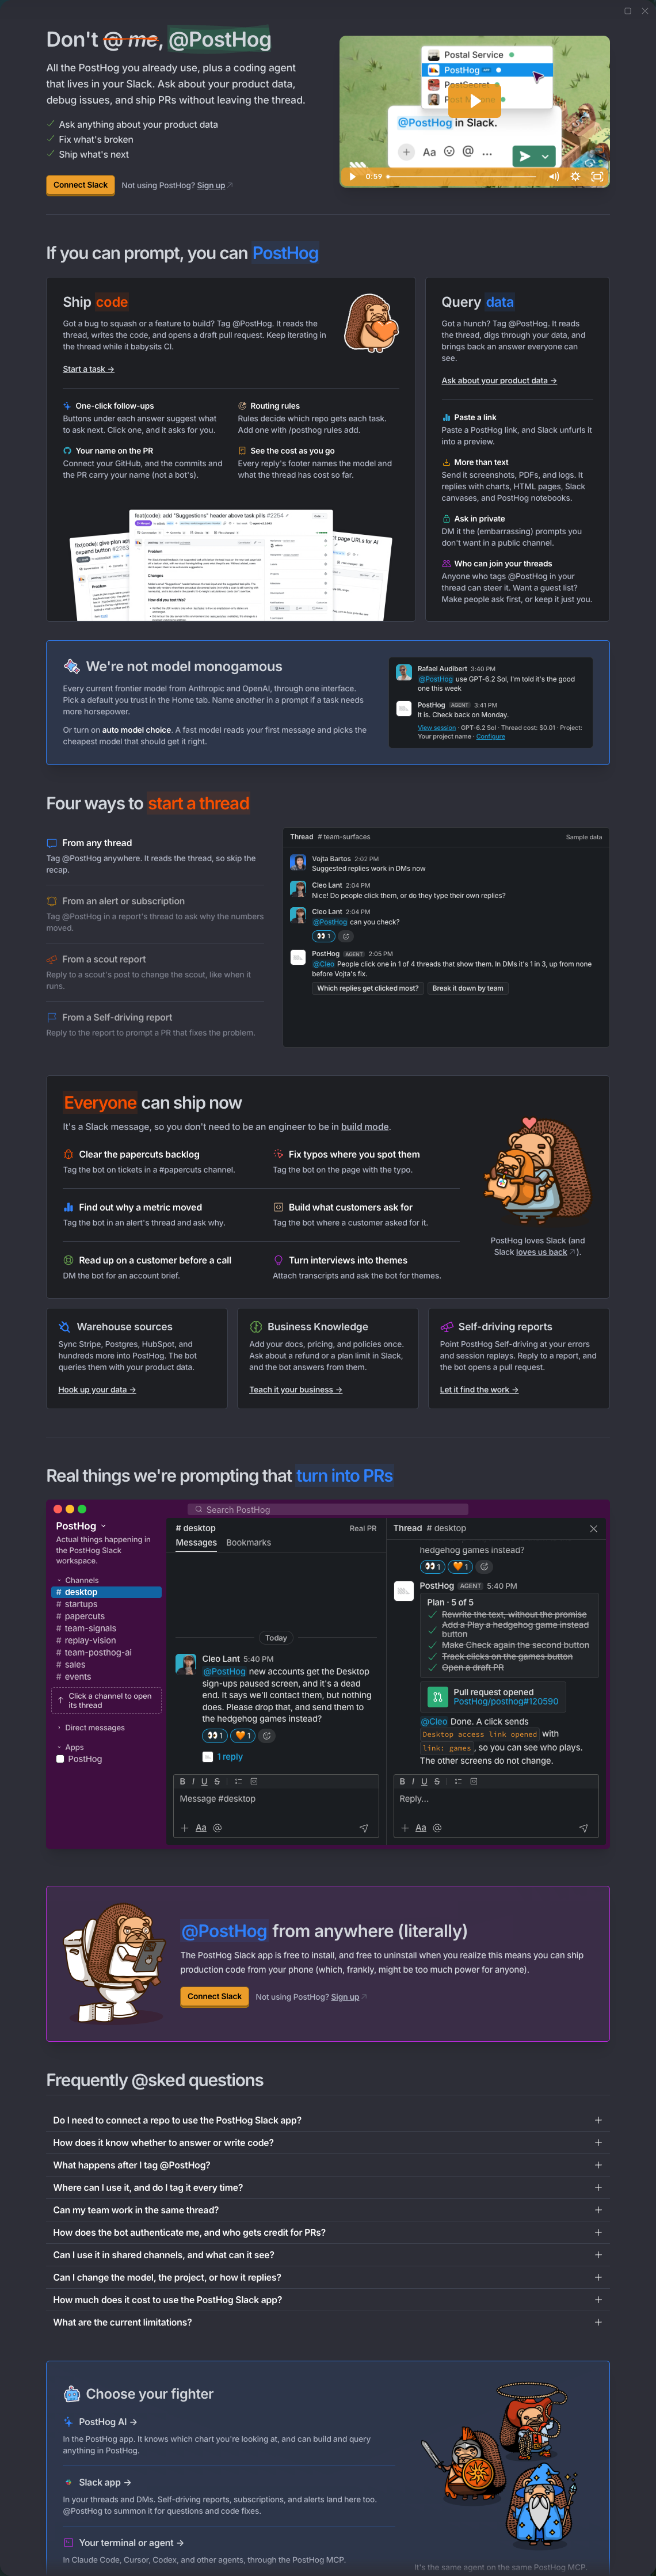 Don't @ me, @PostHog
All the PostHog you already use, plus a coding agent
that lives in your Slack. Ask about your product data,
debug issues, and ship PRs without leaving the thread.
Ask anything about your product data
Fix what's broken
Ship what's next
Connect Slack
Not using PostHog? Sign up
Postal Service
PostHog
PostSecret
@PostHog in Slack.
Aa
0:59
If you can prompt, you can PostHog
Ship code
Got a bug to squash or a feature to build? Tag @PostHog. It reads the
thread, writes the code, and opens a draft pull request. Keep iterating in
the thread while it babysits CI.
Start a task →
One-click follow-ups
Buttons under each answer suggest what
to ask next. Click one, and it asks for you.
Routing rules
Rules decide which repo gets each task.
Add one with /posthog rules add.
Your name on the PR
Connect your GitHub, and the commits and
the PR carry your name (not a bot's).
See the cost as you go
Every reply's footer names the model and
what the thread has cost so far.
feat(code): add "Suggestions" header above task pills #2254
Problem
Changes
How did you test this?
Query data
Got a hunch? Tag @PostHog. It reads
the thread, digs through your data, and
brings back an answer everyone can
see.
Ask about your product data →
Paste a link
Paste a PostHog link, and Slack unfurls it
into a preview.
More than text
Send it screenshots, PDFs, and logs. It
replies with charts, HTML pages, Slack
canvases, and PostHog notebooks.
Ask in private
DM it the (embarrassing) prompts you
don't want in a public channel.
Who can join your threads
Anyone who tags @PostHog in your
thread can steer it. Want a guest list?
Make people ask first, or keep it just you.
We're not model monogamous
Every current frontier model from Anthropic and OpenAI, through one interface.
Pick a default you trust in the Home tab. Name another in a prompt if a task needs
more horsepower.
Or turn on auto model choice. A fast model reads your first message and picks the
cheapest model that should get it right.
Rafael Audibert 3:40 PM
@PostHog use GPT-6.2 Sol, I'm told it's the good
one this week
PostHog AGENT 3:41 PM
It is. Check back on Monday.
View session · GPT-6.2 Sol · Thread cost: $0.01 · Project:
Your project name · Configure
Four ways to start a thread
From any thread
Tag @PostHog anywhere. It reads the thread, so skip the
recap.
From an alert or subscription
Tag @PostHog in a report's thread to ask why the numbers
moved.
From a scout report
Reply to a scout's post to change the scout, like when it
runs.
From a Self-driving report
Reply to the report to prompt a PR that fixes the problem.
Thread # team-surfaces
Sample data
Vojta Bartos 2:02 PM
Suggested replies work in DMs now
Cleo Lant 2:04 PM
Nice! Do people click them, or do they type their own replies?
Cleo Lant 2:04 PM
@PostHog can you check?
1
PostHog AGENT 2:05 PM
@Cleo People click one in 1 of 4 threads that show them. In DMs it's 1 in 3, up from none
before Vojta's fix.
Which replies get clicked most?
Break it down by team
Everyone can ship now
It's a Slack message, so you don't need to be an engineer to be in build mode.
Clear the papercuts backlog
Tag the bot on tickets in a #papercuts channel.
Fix typos where you spot them
Tag the bot on the page with the typo.
Find out why a metric moved
Tag the bot in an alert's thread and ask why.
Build what customers ask for
Tag the bot where a customer asked for it.
Read up on a customer before a call
DM the bot for an account brief.
Turn interviews into themes
Attach transcripts and ask the bot for themes.
PostHog loves Slack (and
Slack loves us back).
Warehouse sources
Sync Stripe, Postgres, HubSpot, and
hundreds more into PostHog. The bot
queries them with your product data.
Hook up your data →
Business Knowledge
Add your docs, pricing, and policies once.
Ask about a refund or a plan limit in Slack,
and the bot answers from them.
Teach it your business →
Self-driving reports
Point PostHog Self-driving at your errors
and session replays. Reply to a report, and
the bot opens a pull request.
Let it find the work →
Real things we're prompting that turn into PRs
Search PostHog
PostHog
Actual things happening in
the PostHog Slack
workspace.
Channels
# desktop
# startups
# papercuts
# team-signals
# replay-vision
# team-posthog-ai
# sales
# events
Click a channel to open
its thread
Direct messages
Apps
PostHog
# desktop
Real PR
Messages
Bookmarks
Today
Cleo Lant 5:40 PM
@PostHog new accounts get the Desktop
sign-ups paused screen, and it's a dead
end. It says we'll contact them, but nothing
does. Please drop that, and send them to
the hedgehog games instead?
1
1
1 reply
B I U S
Message #desktop
Aa
Thread # desktop
hedgehog games instead?
1
1
PostHog AGENT 5:40 PM
Plan · 5 of 5
Rewrite the text, without the promise
Add a Play a hedgehog game instead
button
Make Check again the second button
Track clicks on the games button
Open a draft PR
Pull request opened
PostHog/posthog#120590
@Cleo Done. A click sends
Desktop access link opened with
link: games, so you can see who plays.
The other screens do not change.
B I U S
Reply...
Aa
@PostHog from anywhere (literally)
The PostHog Slack app is free to install, and free to uninstall when you realize this means you can ship
production code from your phone (which, frankly, might be too much power for anyone).
Connect Slack
Not using PostHog? Sign up
Frequently @sked questions
Do I need to connect a repo to use the PostHog Slack app?
How does it know whether to answer or write code?
What happens after I tag @PostHog?
Where can I use it, and do I tag it every time?
Can my team work in the same thread?
How does the bot authenticate me, and who gets credit for PRs?
Can I use it in shared channels, and what can it see?
Can I change the model, the project, or how it replies?
How much does it cost to use the PostHog Slack app?
What are the current limitations?
Choose your fighter
PostHog AI →
In the PostHog app. It knows which chart you're looking at, and can build and query
anything in PostHog.
Slack app →
In your threads and DMs. Self-driving reports, subscriptions, and alerts land here too.
@PostHog to summon it for questions and code fixes.
Your terminal or agent →
In Claude Code, Cursor, Codex, and other agents, through the PostHog MCP.
It's the same agent on the same PostHog MCP.